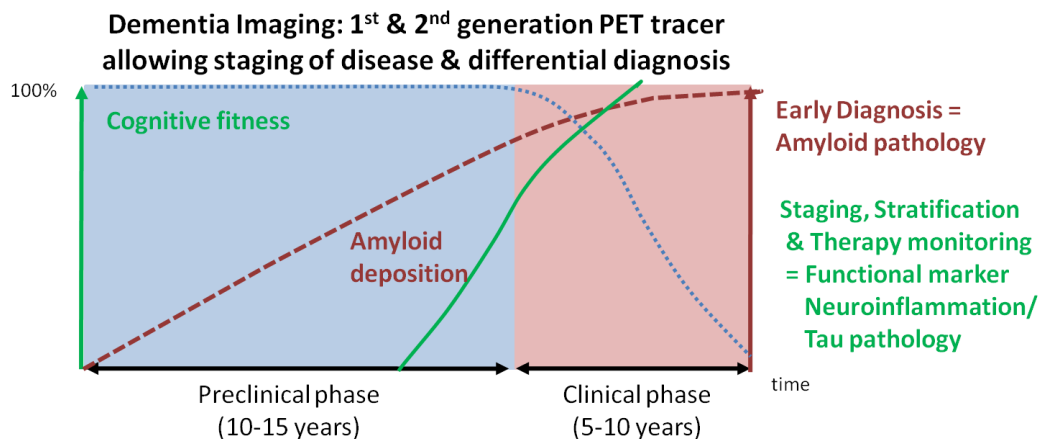 Dementia Imaging: 1st & 2nd generation PET tracer
allowing staging of disease & differential diagnosis
100%
Cognitive fitness
Early Diagnosis =
Amyloid pathology
Amyloid
deposition
Staging, Stratification
& Therapy monitoring
= Functional marker
Neuroinflammation/
Tau pathology
Preclinical phase
(10-15 years)
Clinical phase
(5-10 years)
time